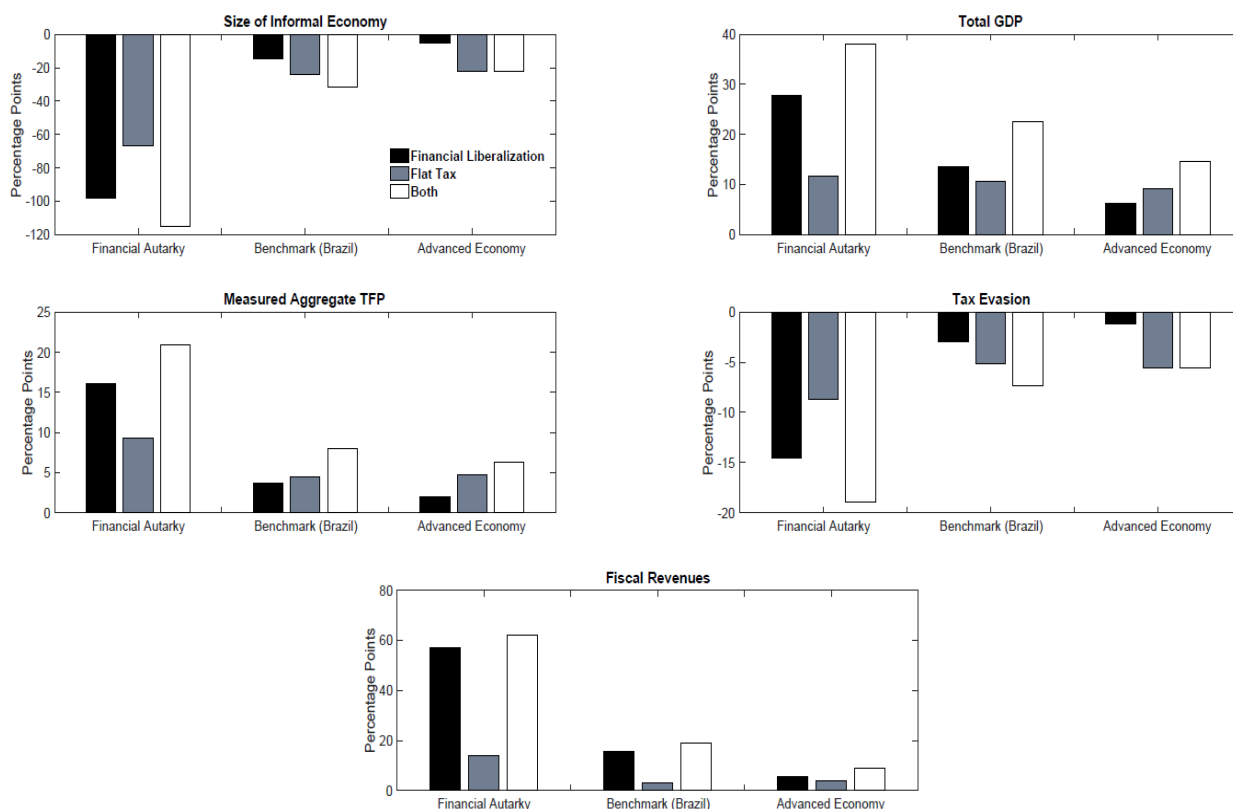 Size of Informal Economy
Percentage Points
0
-20
-40
-60
-80
-100
-120
Financial Liberalization
Flat Tax
Both
Financial Autarky
Benchmark (Brazil)
Advanced Economy
Total GDP
Percentage Points
40
30
20
10
0
Financial Autarky
Benchmark (Brazil)
Advanced Economy
Measured Aggregate TFP
Percentage Points
25
20
15
10
5
0
Financial Autarky
Benchmark (Brazil)
Advanced Economy
Tax Evasion
Percentage Points
0
-5
-10
-15
-20
Financial Autarky
Benchmark (Brazil)
Advanced Economy
Fiscal Revenues
Percentage Points
80
60
40
20
0
Financial Autarky
Benchmark (Brazil)
Advanced Economy